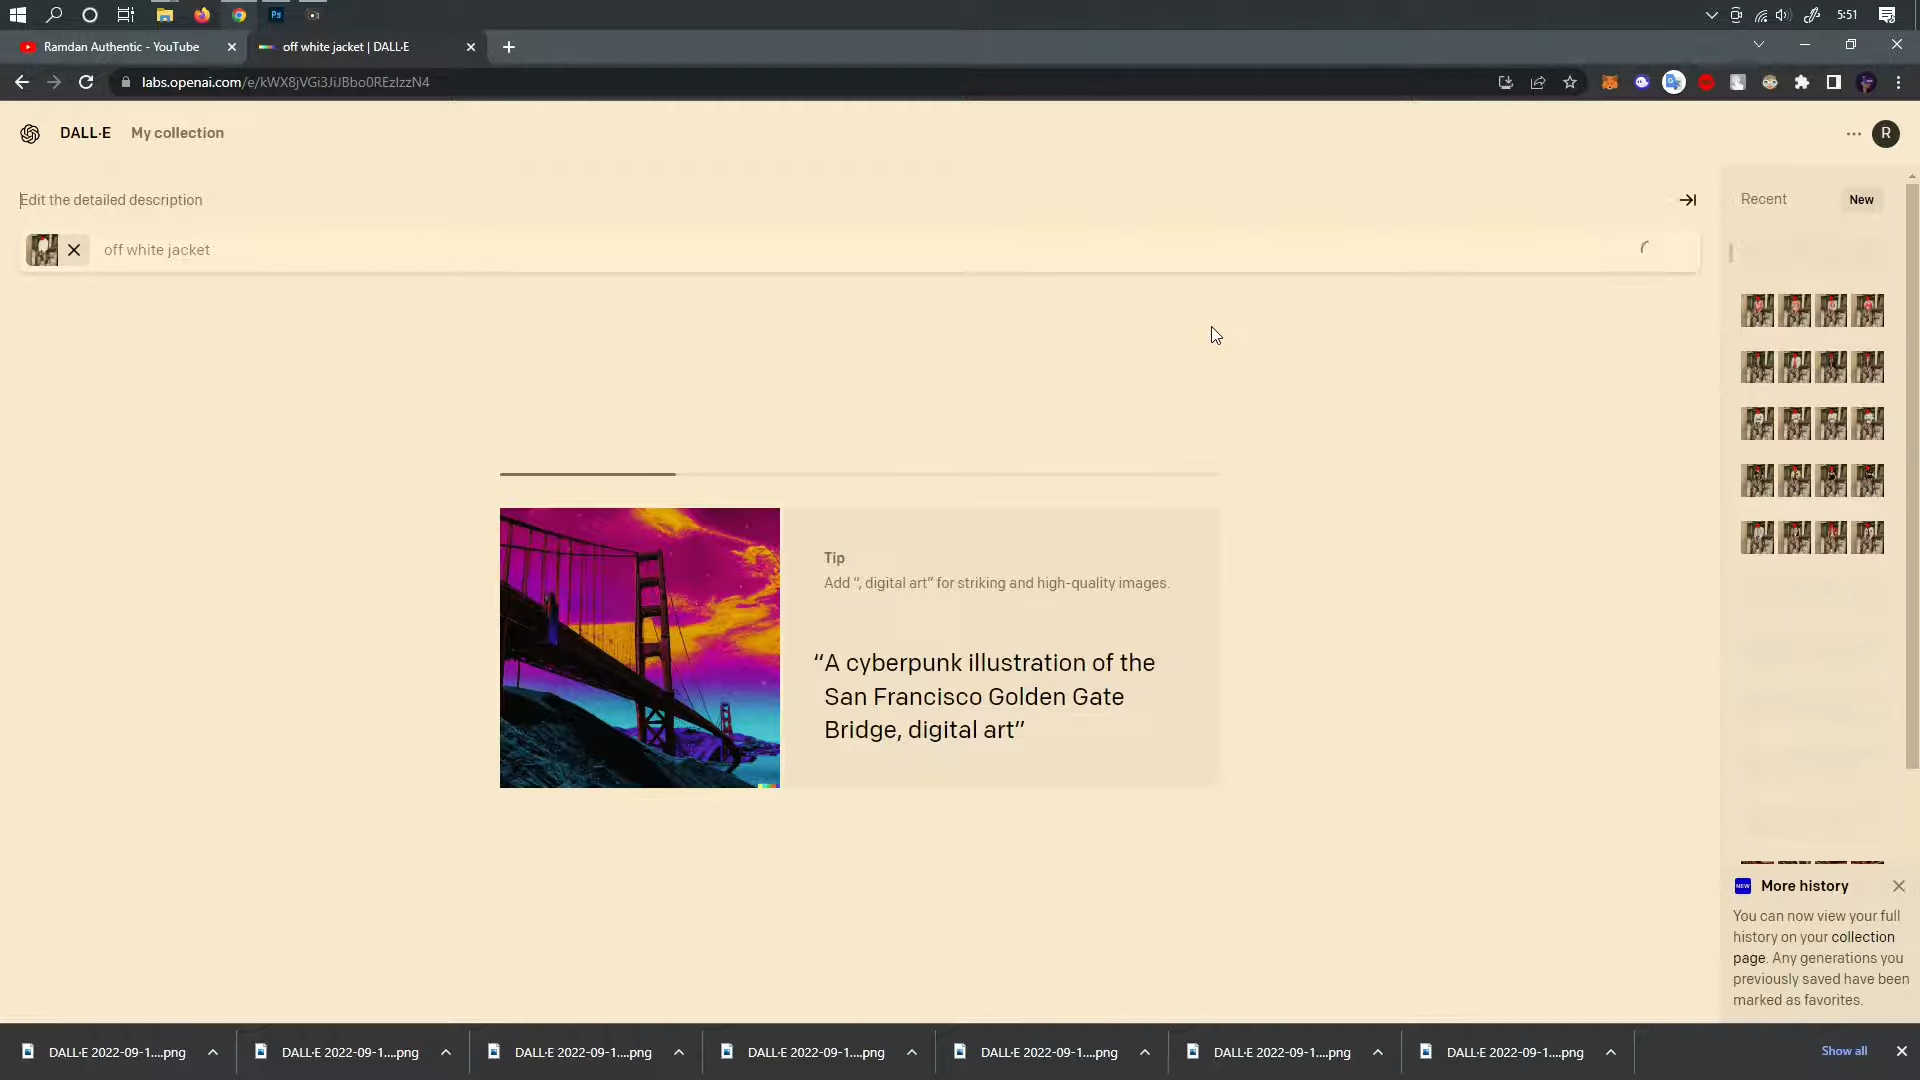 Ps
5:51
Ramdan Authentic - YouTube
off white jacket | DALL·E
labs.openai.com/e/kWX8jVGi3JiJBbo0REzIzzN4
DALL·E
My collection
R
Edit the detailed description
off white jacket
Recent
New
Tip
Add “, digital art” for striking and high-quality images.
“A cyberpunk illustration of the
San Francisco Golden Gate
Bridge, digital art”
NEW
More history
You can now view your full
history on your collection
page. Any generations you
previously saved have been
marked as favorites.
DALL·E 2022-09-1....png
DALL·E 2022-09-1....png
DALL·E 2022-09-1....png
DALL·E 2022-09-1....png
DALL·E 2022-09-1....png
DALL·E 2022-09-1....png
DALL·E 2022-09-1....png
Show all